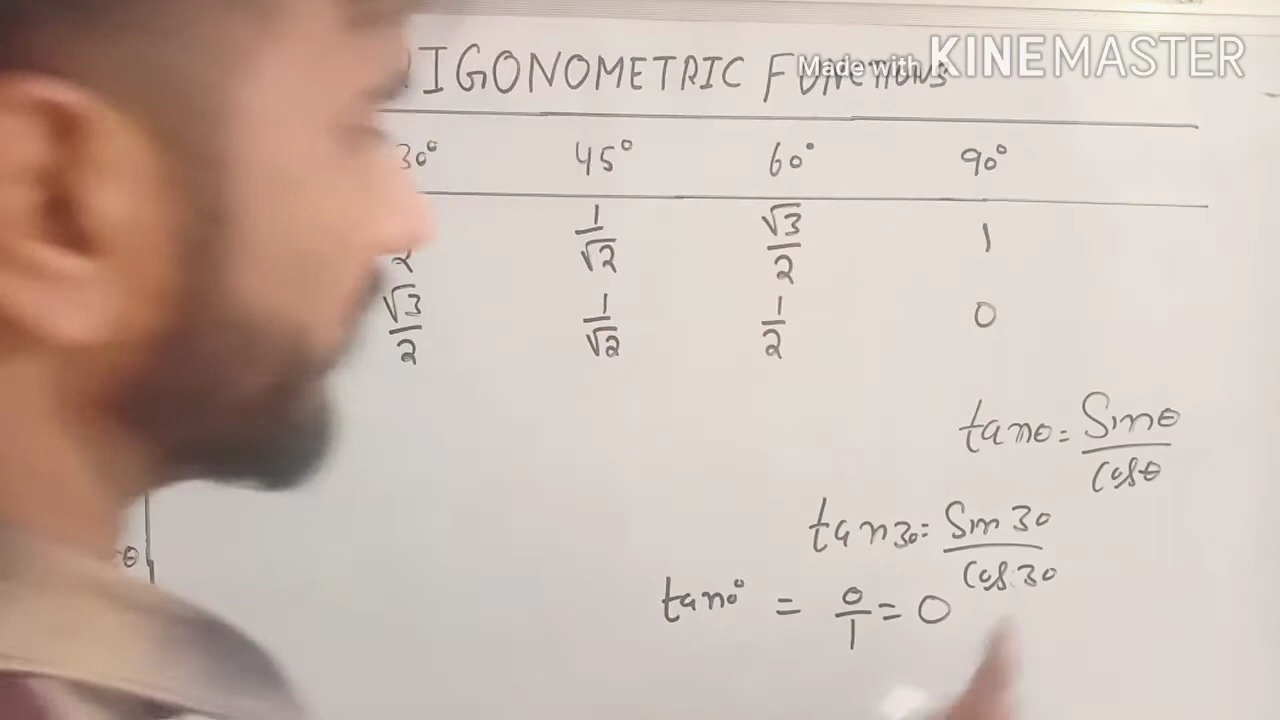 RIGONOMETRIC FUNCTIONS
Made with KINEMASTER
30° 45° 60° 90°
1/√2 √3/2 1
√3/2 1/√2 1/2 0
tanθ = Sinθ/Cosθ
tan30 = Sin30/Cos30
tan0° = 0/1 = 0
θ